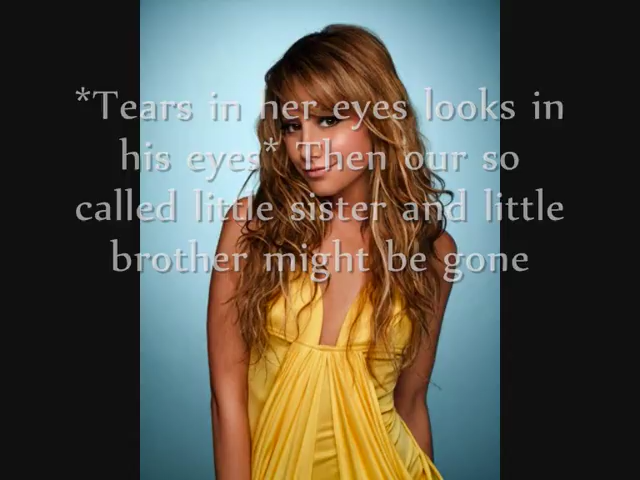 *Tears in her eyes looks in
his eyes* Then our so
called little sister and little
brother might be gone